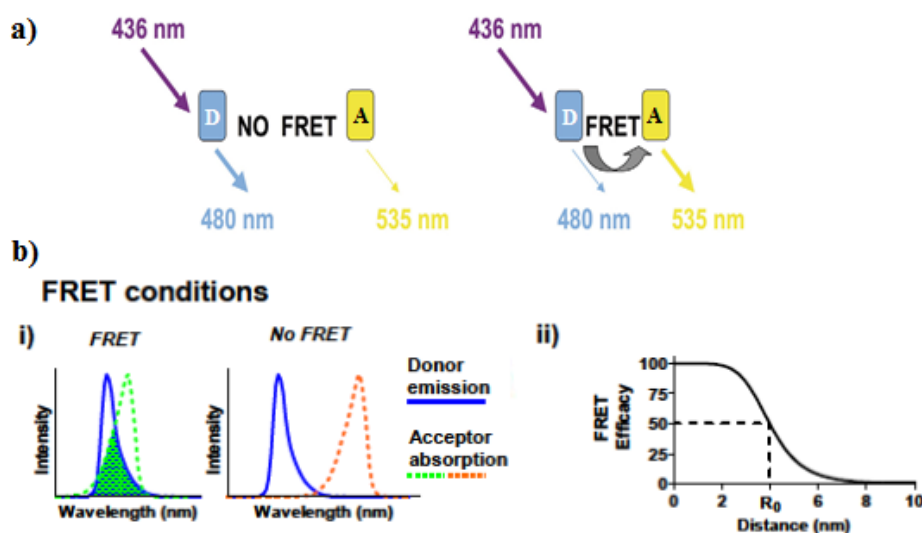 a)
436 nm
436 nm
D NO FRET A
D FRET A
480 nm
535 nm
480 nm
535 nm
b)
FRET conditions
i)
FRET
No FRET
Intensity
Wavelength (nm)
Intensity
Wavelength (nm)
Donor
emission
Acceptor
absorption
ii)
FRET
Efficacy
100
75
50
25
0
0 2 R0 6 8 10
Distance (nm)